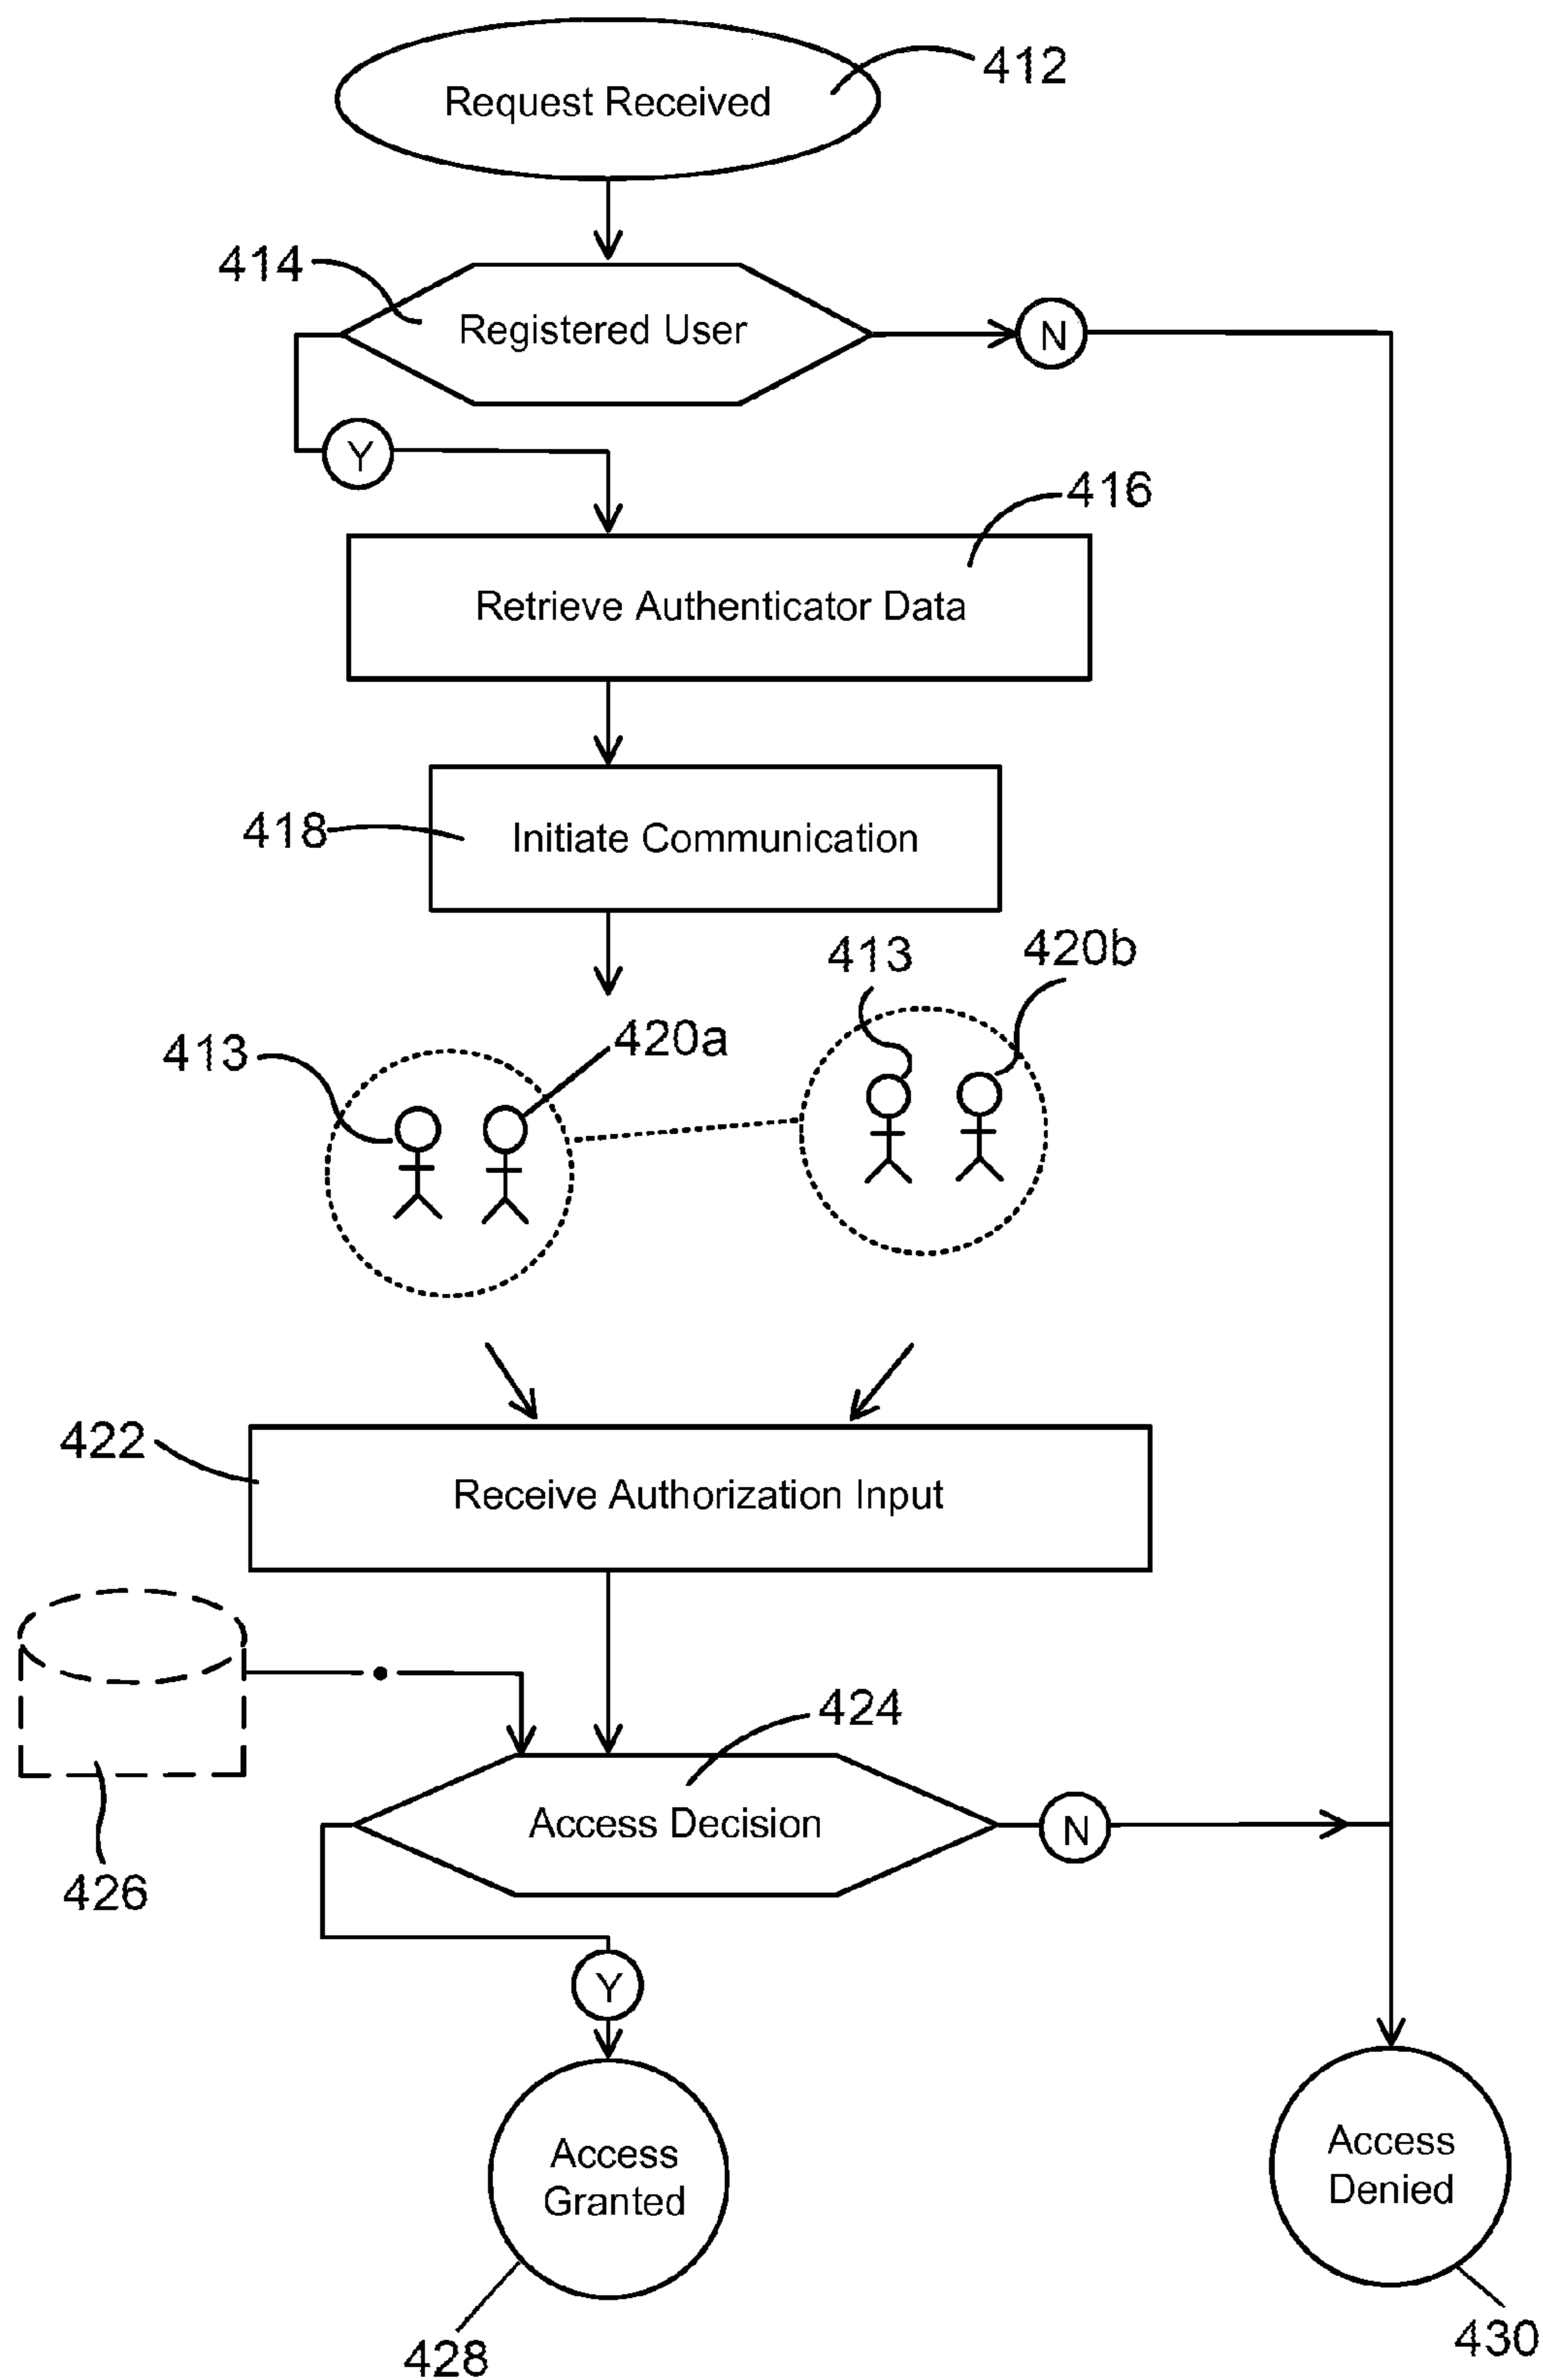 Request Received
412
414
Registered User
N
Y
416
Retrieve Authenticator Data
418
Initiate Communication
413
420b
413
420a
422
Receive Authorization Input
424
Access Decision
N
426
Y
Access
Granted
Access
Denied
428
430